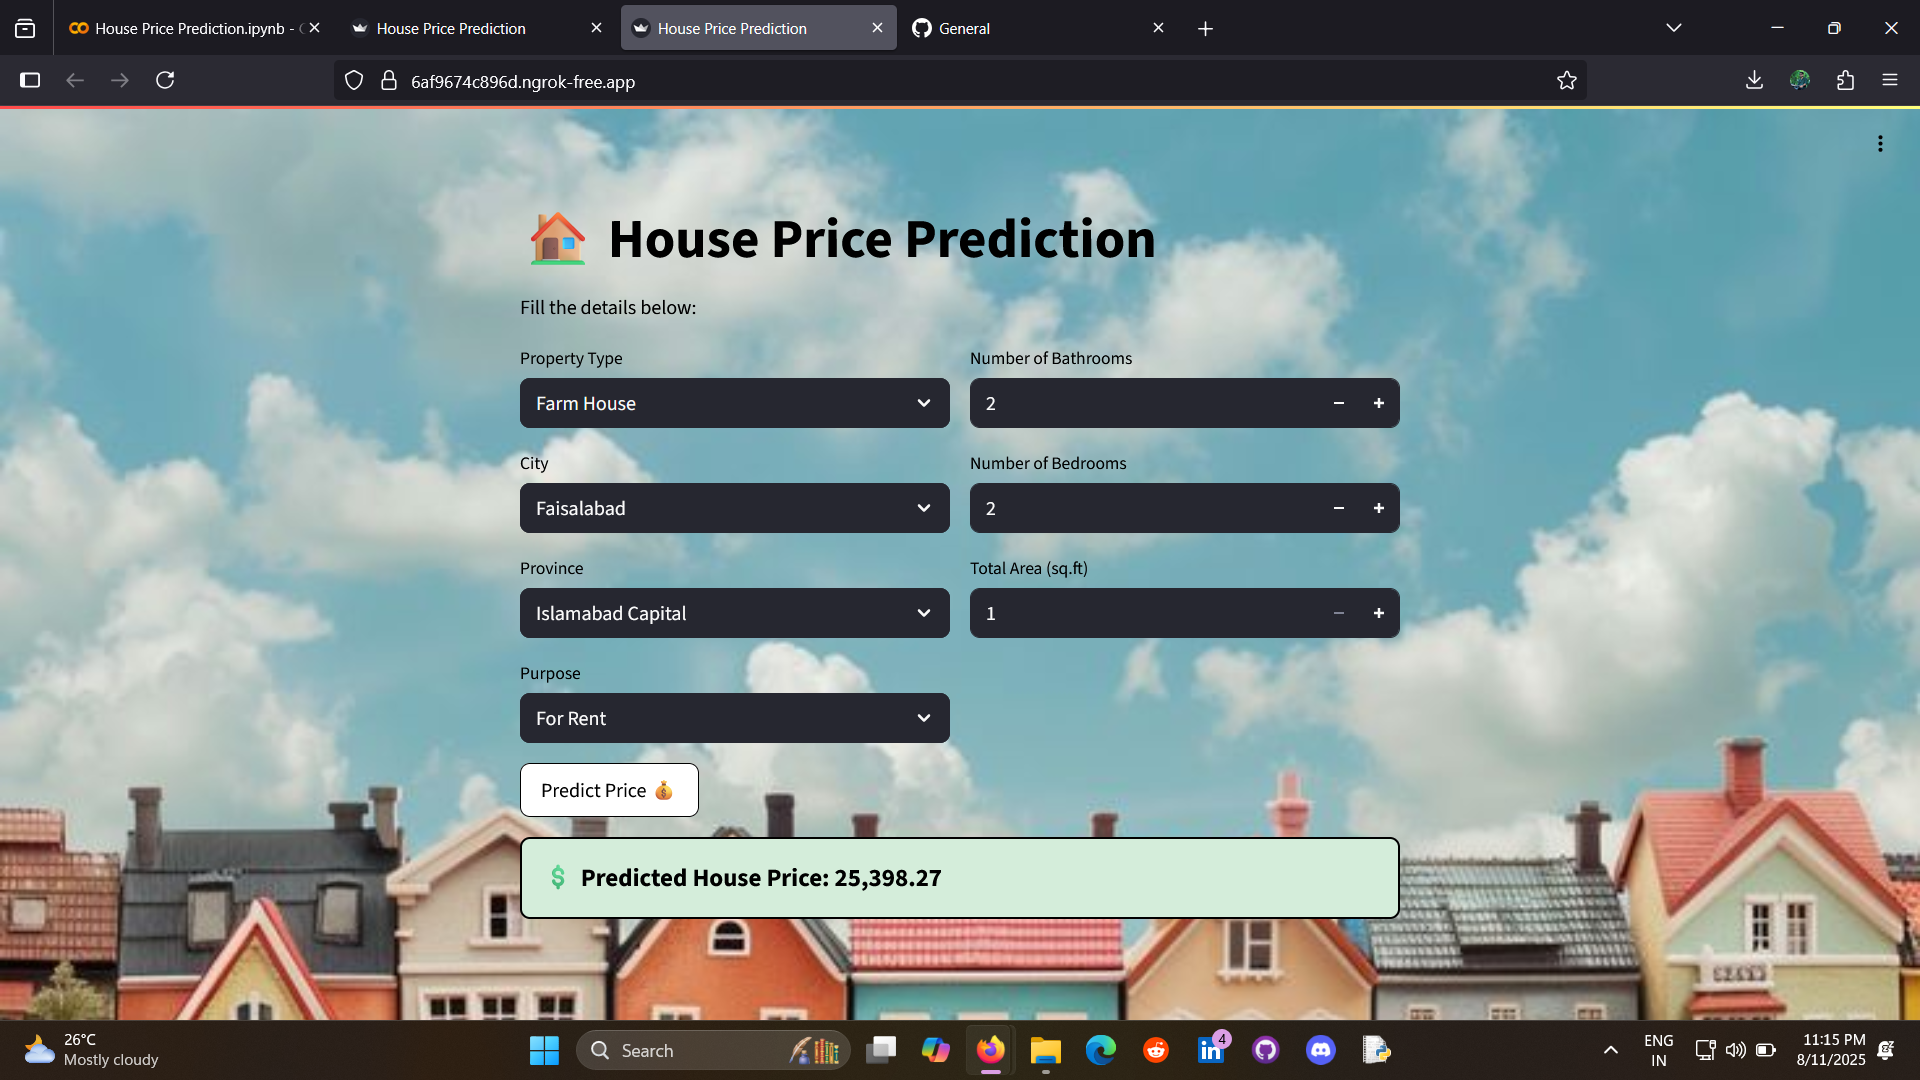 House Price Prediction.ipynb - C
House Price Prediction
House Price Prediction
General
6af9674c896d.ngrok-free.app
House Price Prediction
Fill the details below:
Property Type
Farm House
Number of Bathrooms
2
City
Faisalabad
Number of Bedrooms
2
Province
Islamabad Capital
Total Area (sq.ft)
1
Purpose
For Rent
Predict Price 💰
💲 Predicted House Price: 25,398.27
26°C
Mostly cloudy
Search
4
ENG
IN
11:15 PM
8/11/2025